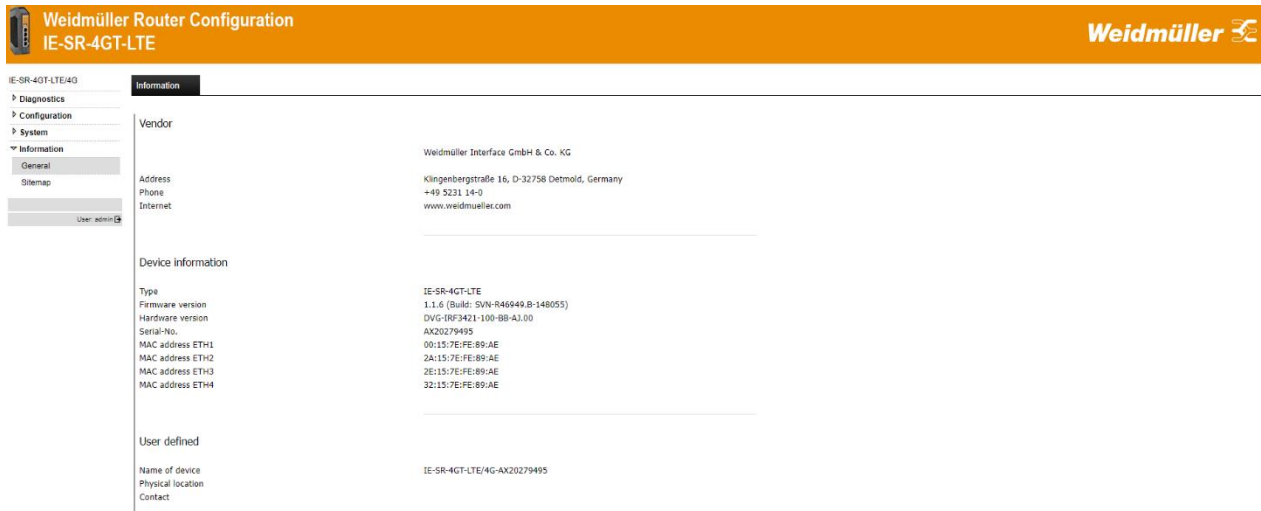 Weidmüller Router Configuration
IE-SR-4GT-LTE
Weidmüller
IE-SR-4GT-LTE/4G
Diagnostics
Configuration
System
Information
General
Sitemap
User: admin
Information
Vendor
Weidmüller Interface GmbH & Co. KG
Address Klingenbergstraße 16, D-32758 Detmold, Germany
Phone +49 5231 14-0
Internet www.weidmueller.com
Device information
Type IE-SR-4GT-LTE
Firmware version 1.1.6 (Build: SVN-R46949.B-148055)
Hardware version DVG-IRF3421-100-BB-AJ.00
Serial-No. AX20279495
MAC address ETH1 00:15:7E:FE:89:AE
MAC address ETH2 2A:15:7E:FE:89:AE
MAC address ETH3 2E:15:7E:FE:89:AE
MAC address ETH4 32:15:7E:FE:89:AE
User defined
Name of device IE-SR-4GT-LTE/4G-AX20279495
Physical location
Contact